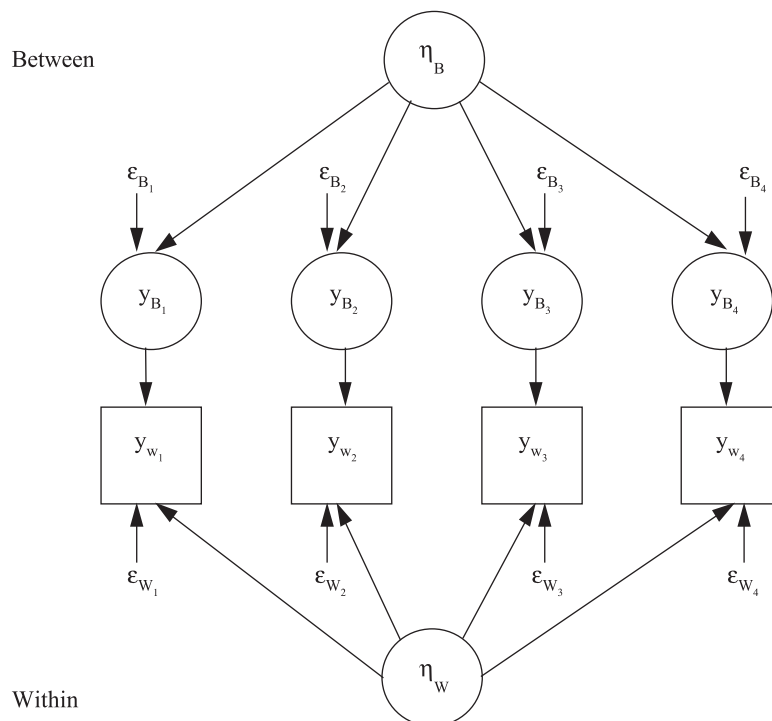 Between
η_B
ε_B₁ ε_B₂ ε_B₃ ε_B₄
y_B₁ y_B₂ y_B₃ y_B₄
y_w₁ y_w₂ y_w₃ y_w₄
ε_W₁ ε_W₂ ε_W₃ ε_W₄
η_W
Within